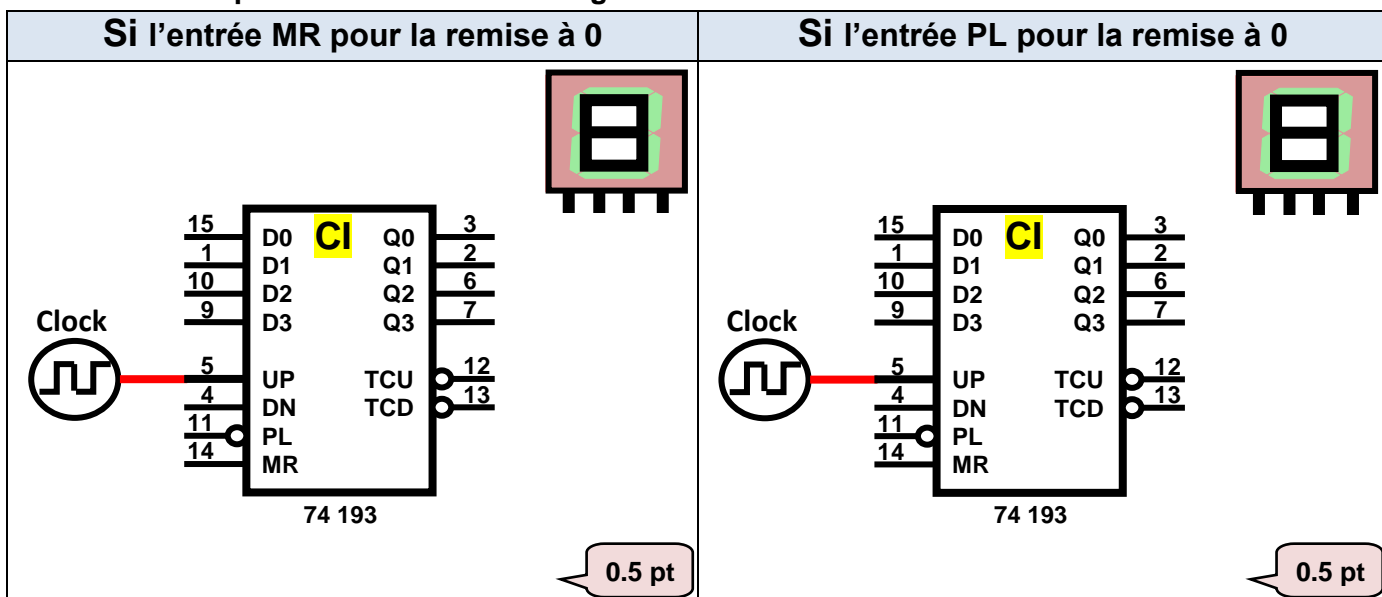 Si l'entrée MR pour la remise à 0
Si l'entrée PL pour la remise à 0
15 D0 CI Q0 3
1 D1 Q1 2
10 D2 Q2 6
9 D3 Q3 7
Clock
5 UP TCU 12
4 DN TCD 13
11 PL
14 MR
74 193
0.5 pt
15 D0 CI Q0 3
1 D1 Q1 2
10 D2 Q2 6
9 D3 Q3 7
Clock
5 UP TCU 12
4 DN TCD 13
11 PL
14 MR
74 193
0.5 pt